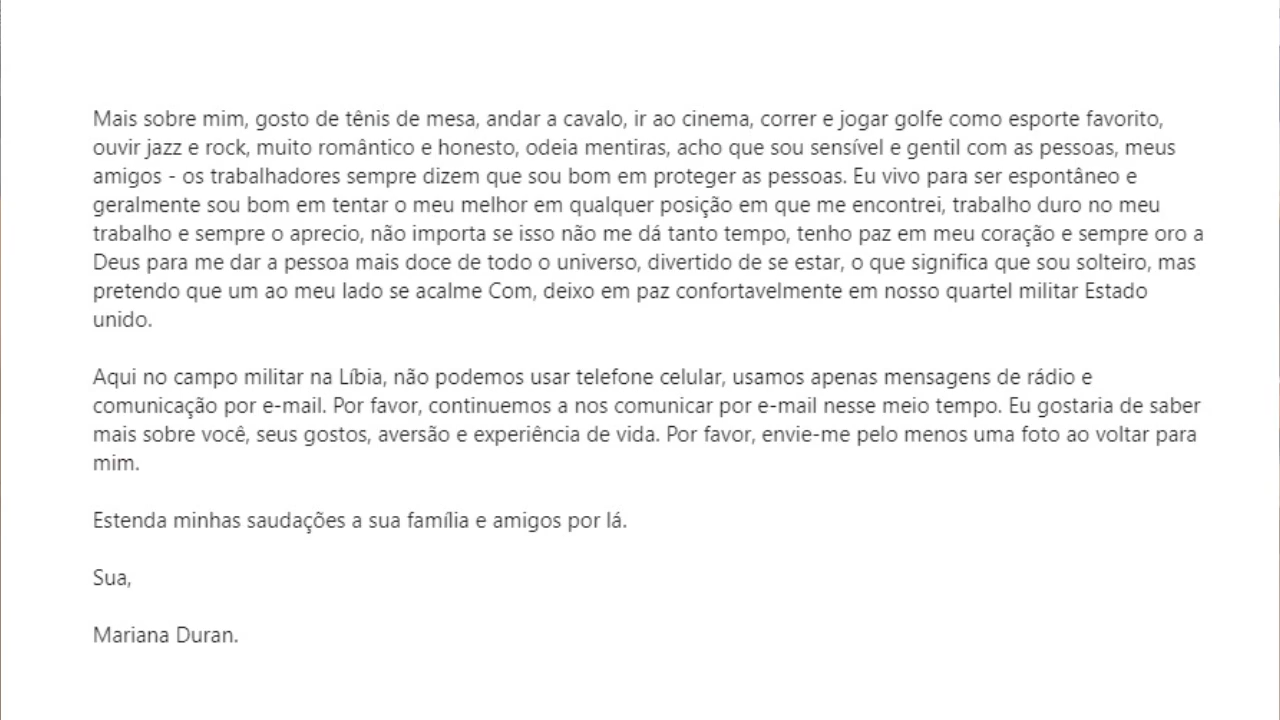 Mais sobre mim, gosto de tênis de mesa, andar a cavalo, ir ao cinema, correr e jogar golfe como esporte favorito,
ouvir jazz e rock, muito romântico e honesto, odeia mentiras, acho que sou sensível e gentil com as pessoas, meus
amigos - os trabalhadores sempre dizem que sou bom em proteger as pessoas. Eu vivo para ser espontâneo e
geralmente sou bom em tentar o meu melhor em qualquer posição em que me encontrei, trabalho duro no meu
trabalho e sempre o aprecio, não importa se isso não me dá tanto tempo, tenho paz em meu coração e sempre oro a
Deus para me dar a pessoa mais doce de todo o universo, divertido de se estar, o que significa que sou solteiro, mas
pretendo que um ao meu lado se acalme Com, deixo em paz confortavelmente em nosso quartel militar Estado
unido.
Aqui no campo militar na Líbia, não podemos usar telefone celular, usamos apenas mensagens de rádio e
comunicação por e-mail. Por favor, continuemos a nos comunicar por e-mail nesse meio tempo. Eu gostaria de saber
mais sobre você, seus gostos, aversão e experiência de vida. Por favor, envie-me pelo menos uma foto ao voltar para
mim.
Estenda minhas saudações a sua família e amigos por lá.
Sua,
Mariana Duran.